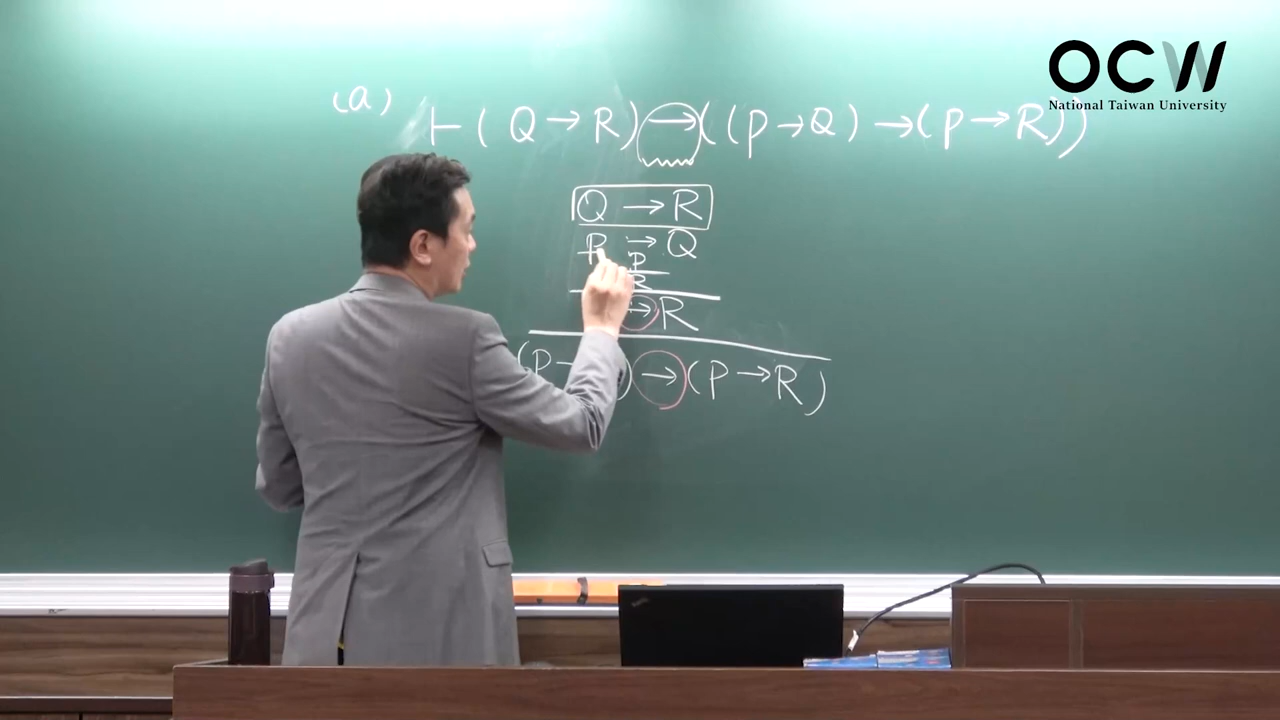 OCW
National Taiwan University
(a) ⊢ (Q → R) → ((P → Q) → (P → R))
Q → R
P → Q
P
R
→ R
(P → ) → (P → R)